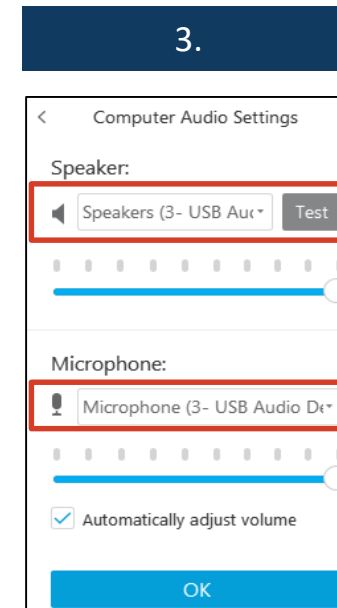 3.
< Computer Audio Settings
Speaker:
Speakers (3- USB Auc Test
Microphone:
Microphone (3- USB Audio De
Automatically adjust volume
OK